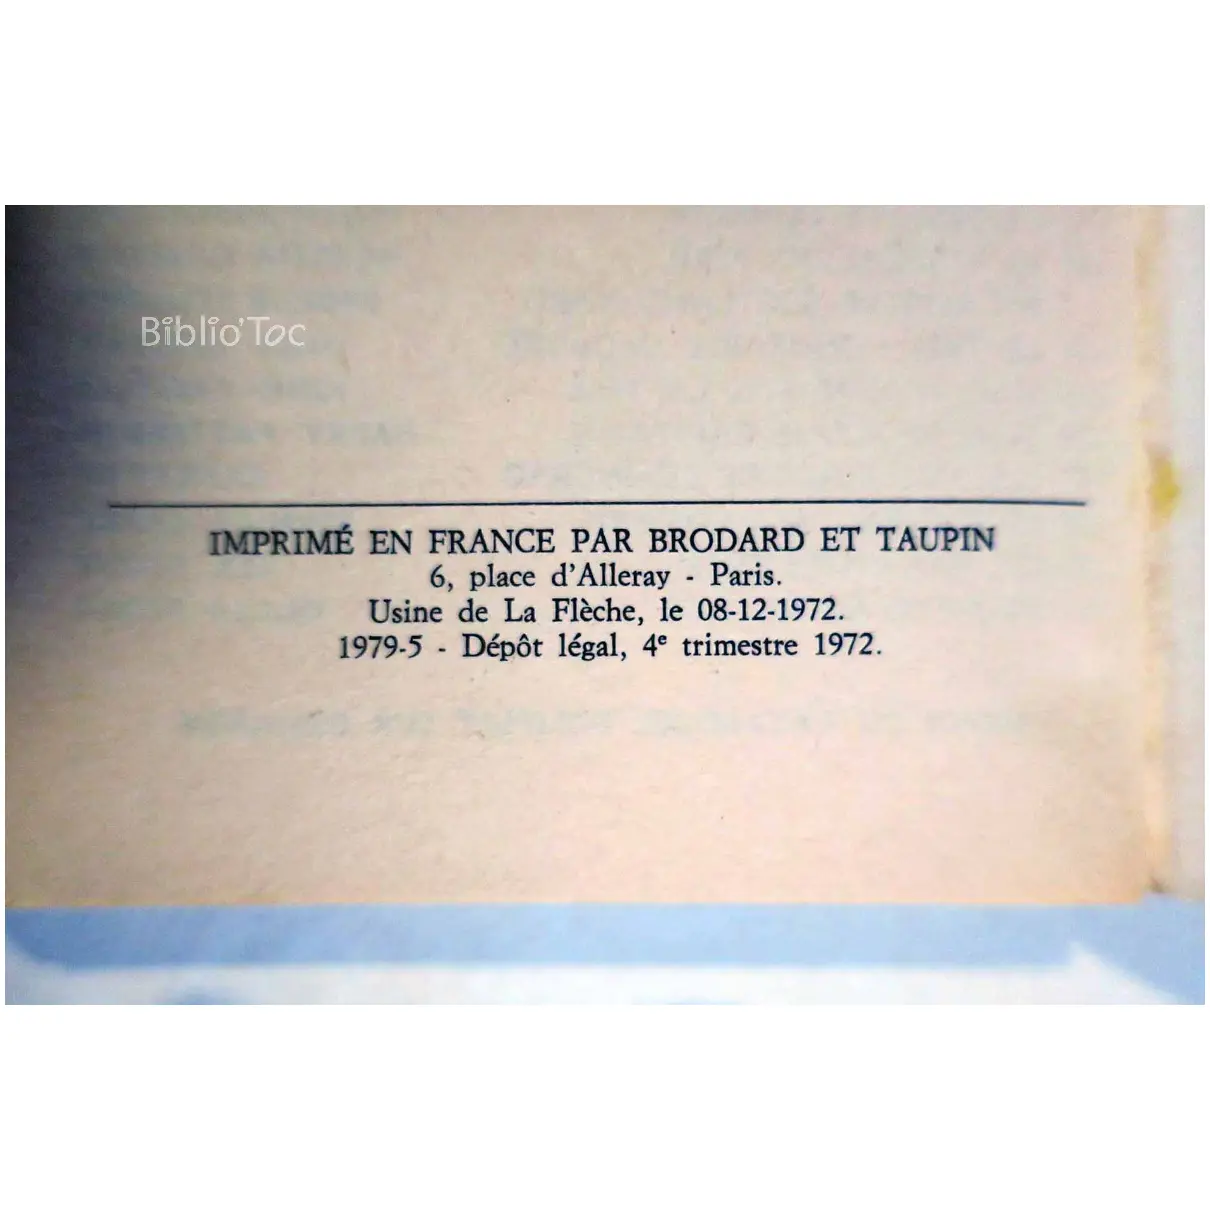 Biblio'Toc
IMPRIMÉ EN FRANCE PAR BRODARD ET TAUPIN
6, place d'Alleray - Paris.
Usine de La Flèche, le 08-12-1972.
1979-5 - Dépôt légal, 4e trimestre 1972.